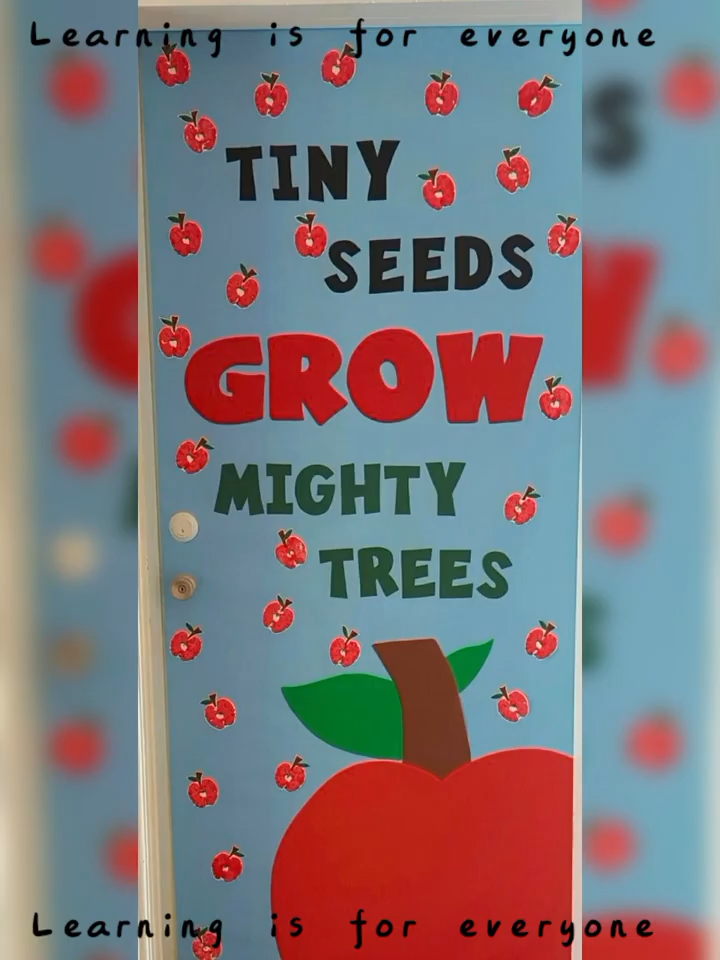 Learning is for everyone
TINY
SEEDS
GROW
MIGHTY
TREES
Learning is for everyone